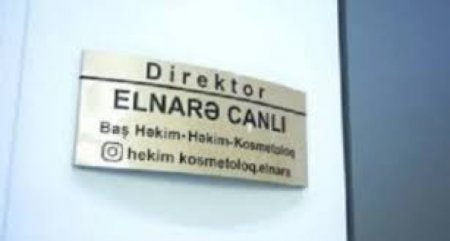 Direktor
ELNARƏ CANLI
Baş Həkim-Həkim-Kosmetoloq
hekim kosmetoloq.elnara